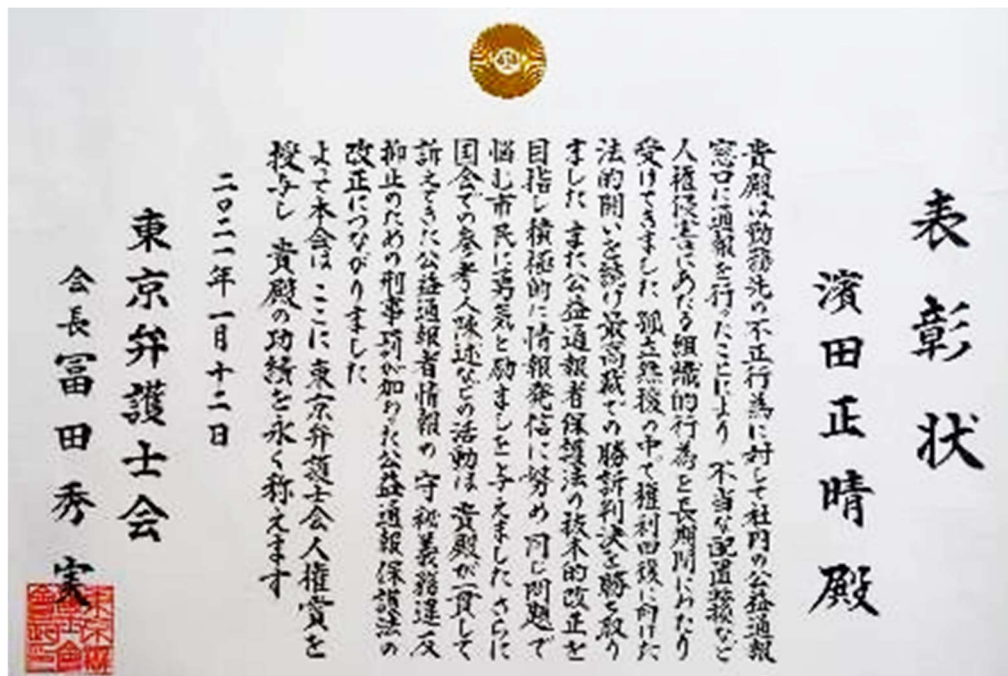 表彰状
濱田正晴殿
貴殿は勤務先の不正行為に対して社内の公益通報
窓口に通報を行ったことにより 不当な配置転換など
人権侵害にあたる組織的行為を長期間にわたり
受けてきました 孤立無援の中で権利回復に向けた
法的闘いを続け最高裁での勝訴判決を勝ち取り
ました また公益通報者保護法の抜本的改正を
目指し積極的に情報発信に努め 同じ問題で
悩む市民に勇気と励ましを与えました さらに
国会での参考人陳述などの活動は 貴殿が一貫して
訴えてきた公益通報者情報の守秘義務違反
抑止のための刑事罰が加わった公益通報保護法の
改正につながりました
よって本会は ここに 東京弁護士会人権賞を
授与し 貴殿の功績を永く称えます
二〇二一年一月十二日
東京弁護士会
会長 冨田秀実